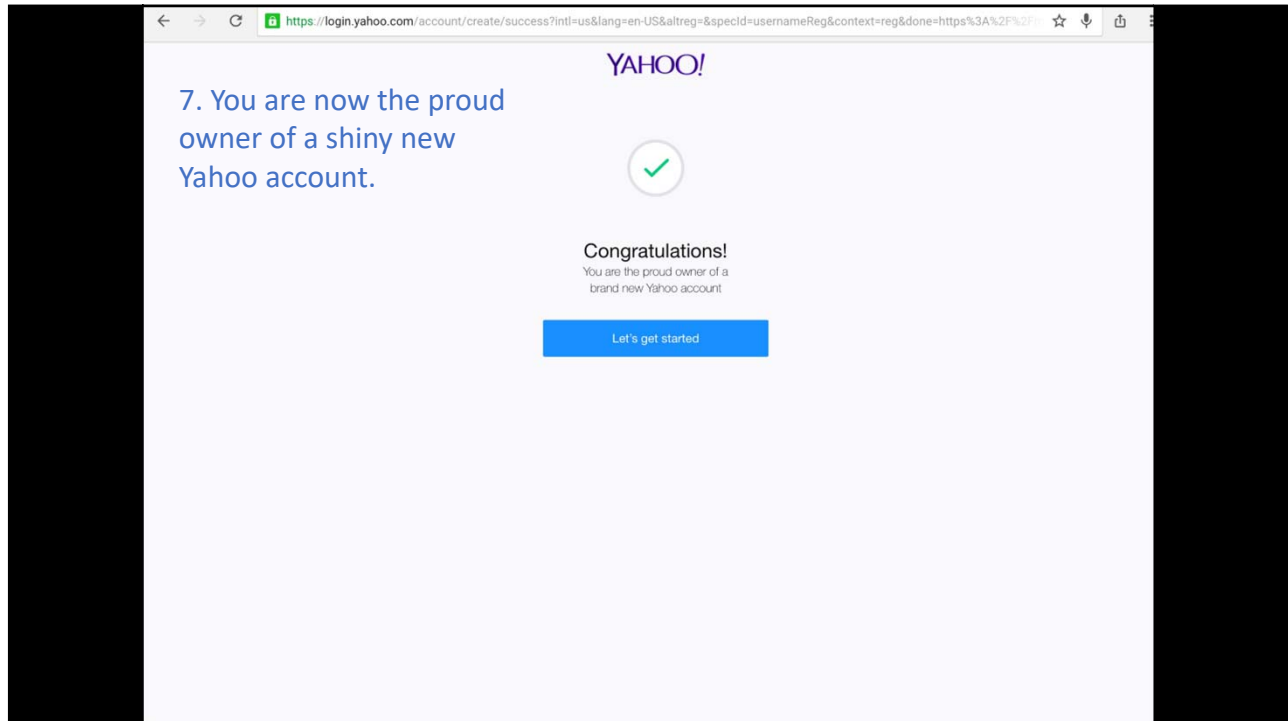 https://login.yahoo.com/account/create/success?intl=us&lang=en-US&altreg=&specId=usernameReg&context=reg&done=https%3A%2F%2F
YAHOO!
7. You are now the proud
owner of a shiny new
Yahoo account.
Congratulations!
You are the proud owner of a
brand new Yahoo account
Let's get started